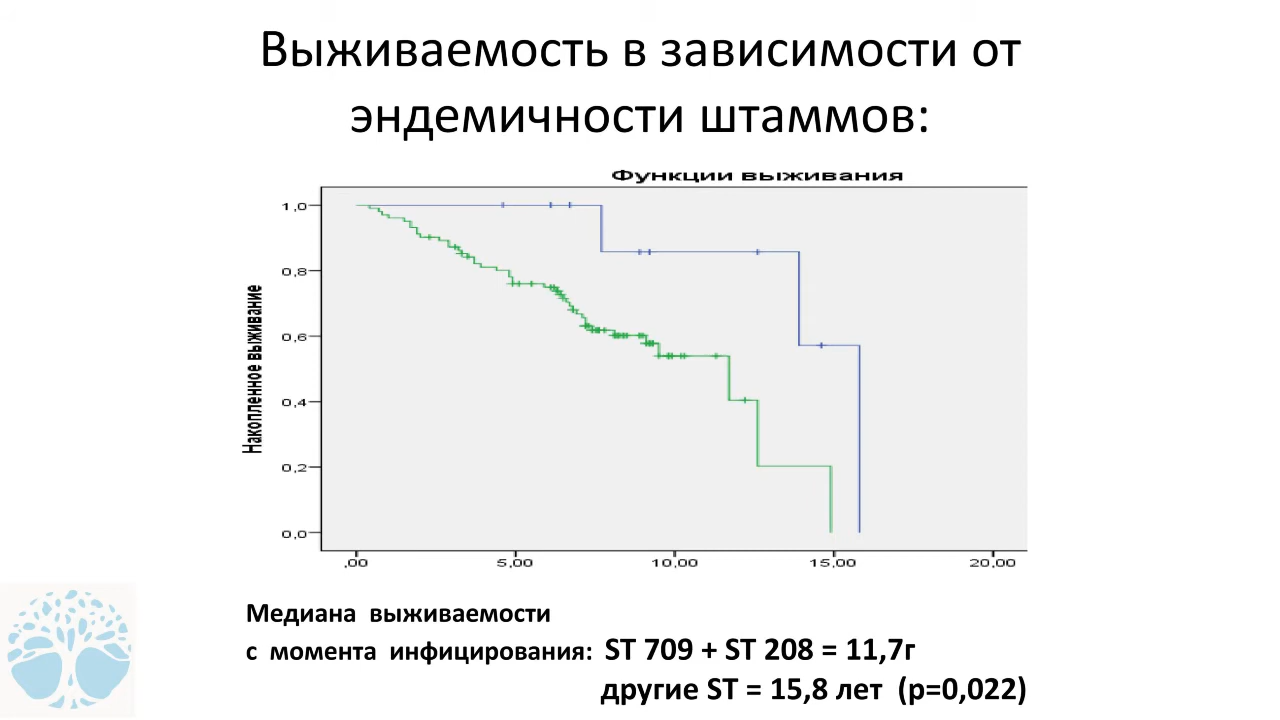 Выживаемость в зависимости от
эндемичности штаммов:
Функции выживания
Накопленное выживание
1,0
0,8
0,6
0,4
0,2
0,0
,00 5,00 10,00 15,00 20,00
Медиана выживаемости
с момента инфицирования: ST 709 + ST 208 = 11,7г
другие ST = 15,8 лет (p=0,022)